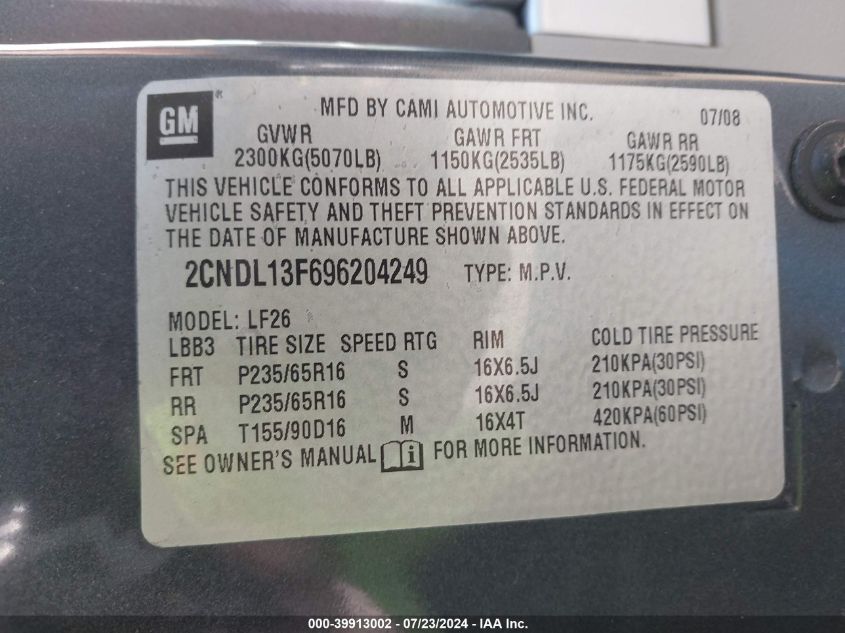 GM
MFD BY CAMI AUTOMOTIVE INC. 07/08
GVWR GAWR FRT GAWR RR
2300KG(5070LB) 1150KG(2535LB) 1175KG(2590LB)
THIS VEHICLE CONFORMS TO ALL APPLICABLE U.S. FEDERAL MOTOR
VEHICLE SAFETY AND THEFT PREVENTION STANDARDS IN EFFECT ON
THE DATE OF MANUFACTURE SHOWN ABOVE.
2CNDL13F696204249 TYPE: M.P.V.
MODEL: LF26
LBB3 TIRE SIZE SPEED RTG RIM COLD TIRE PRESSURE
FRT P235/65R16 S 16X6.5J 210KPA(30PSI)
RR P235/65R16 S 16X6.5J 210KPA(30PSI)
SPA T155/90D16 M 16X4T 420KPA(60PSI)
SEE OWNER'S MANUAL i FOR MORE INFORMATION.
000-39913002 - 07/23/2024 - IAA Inc.